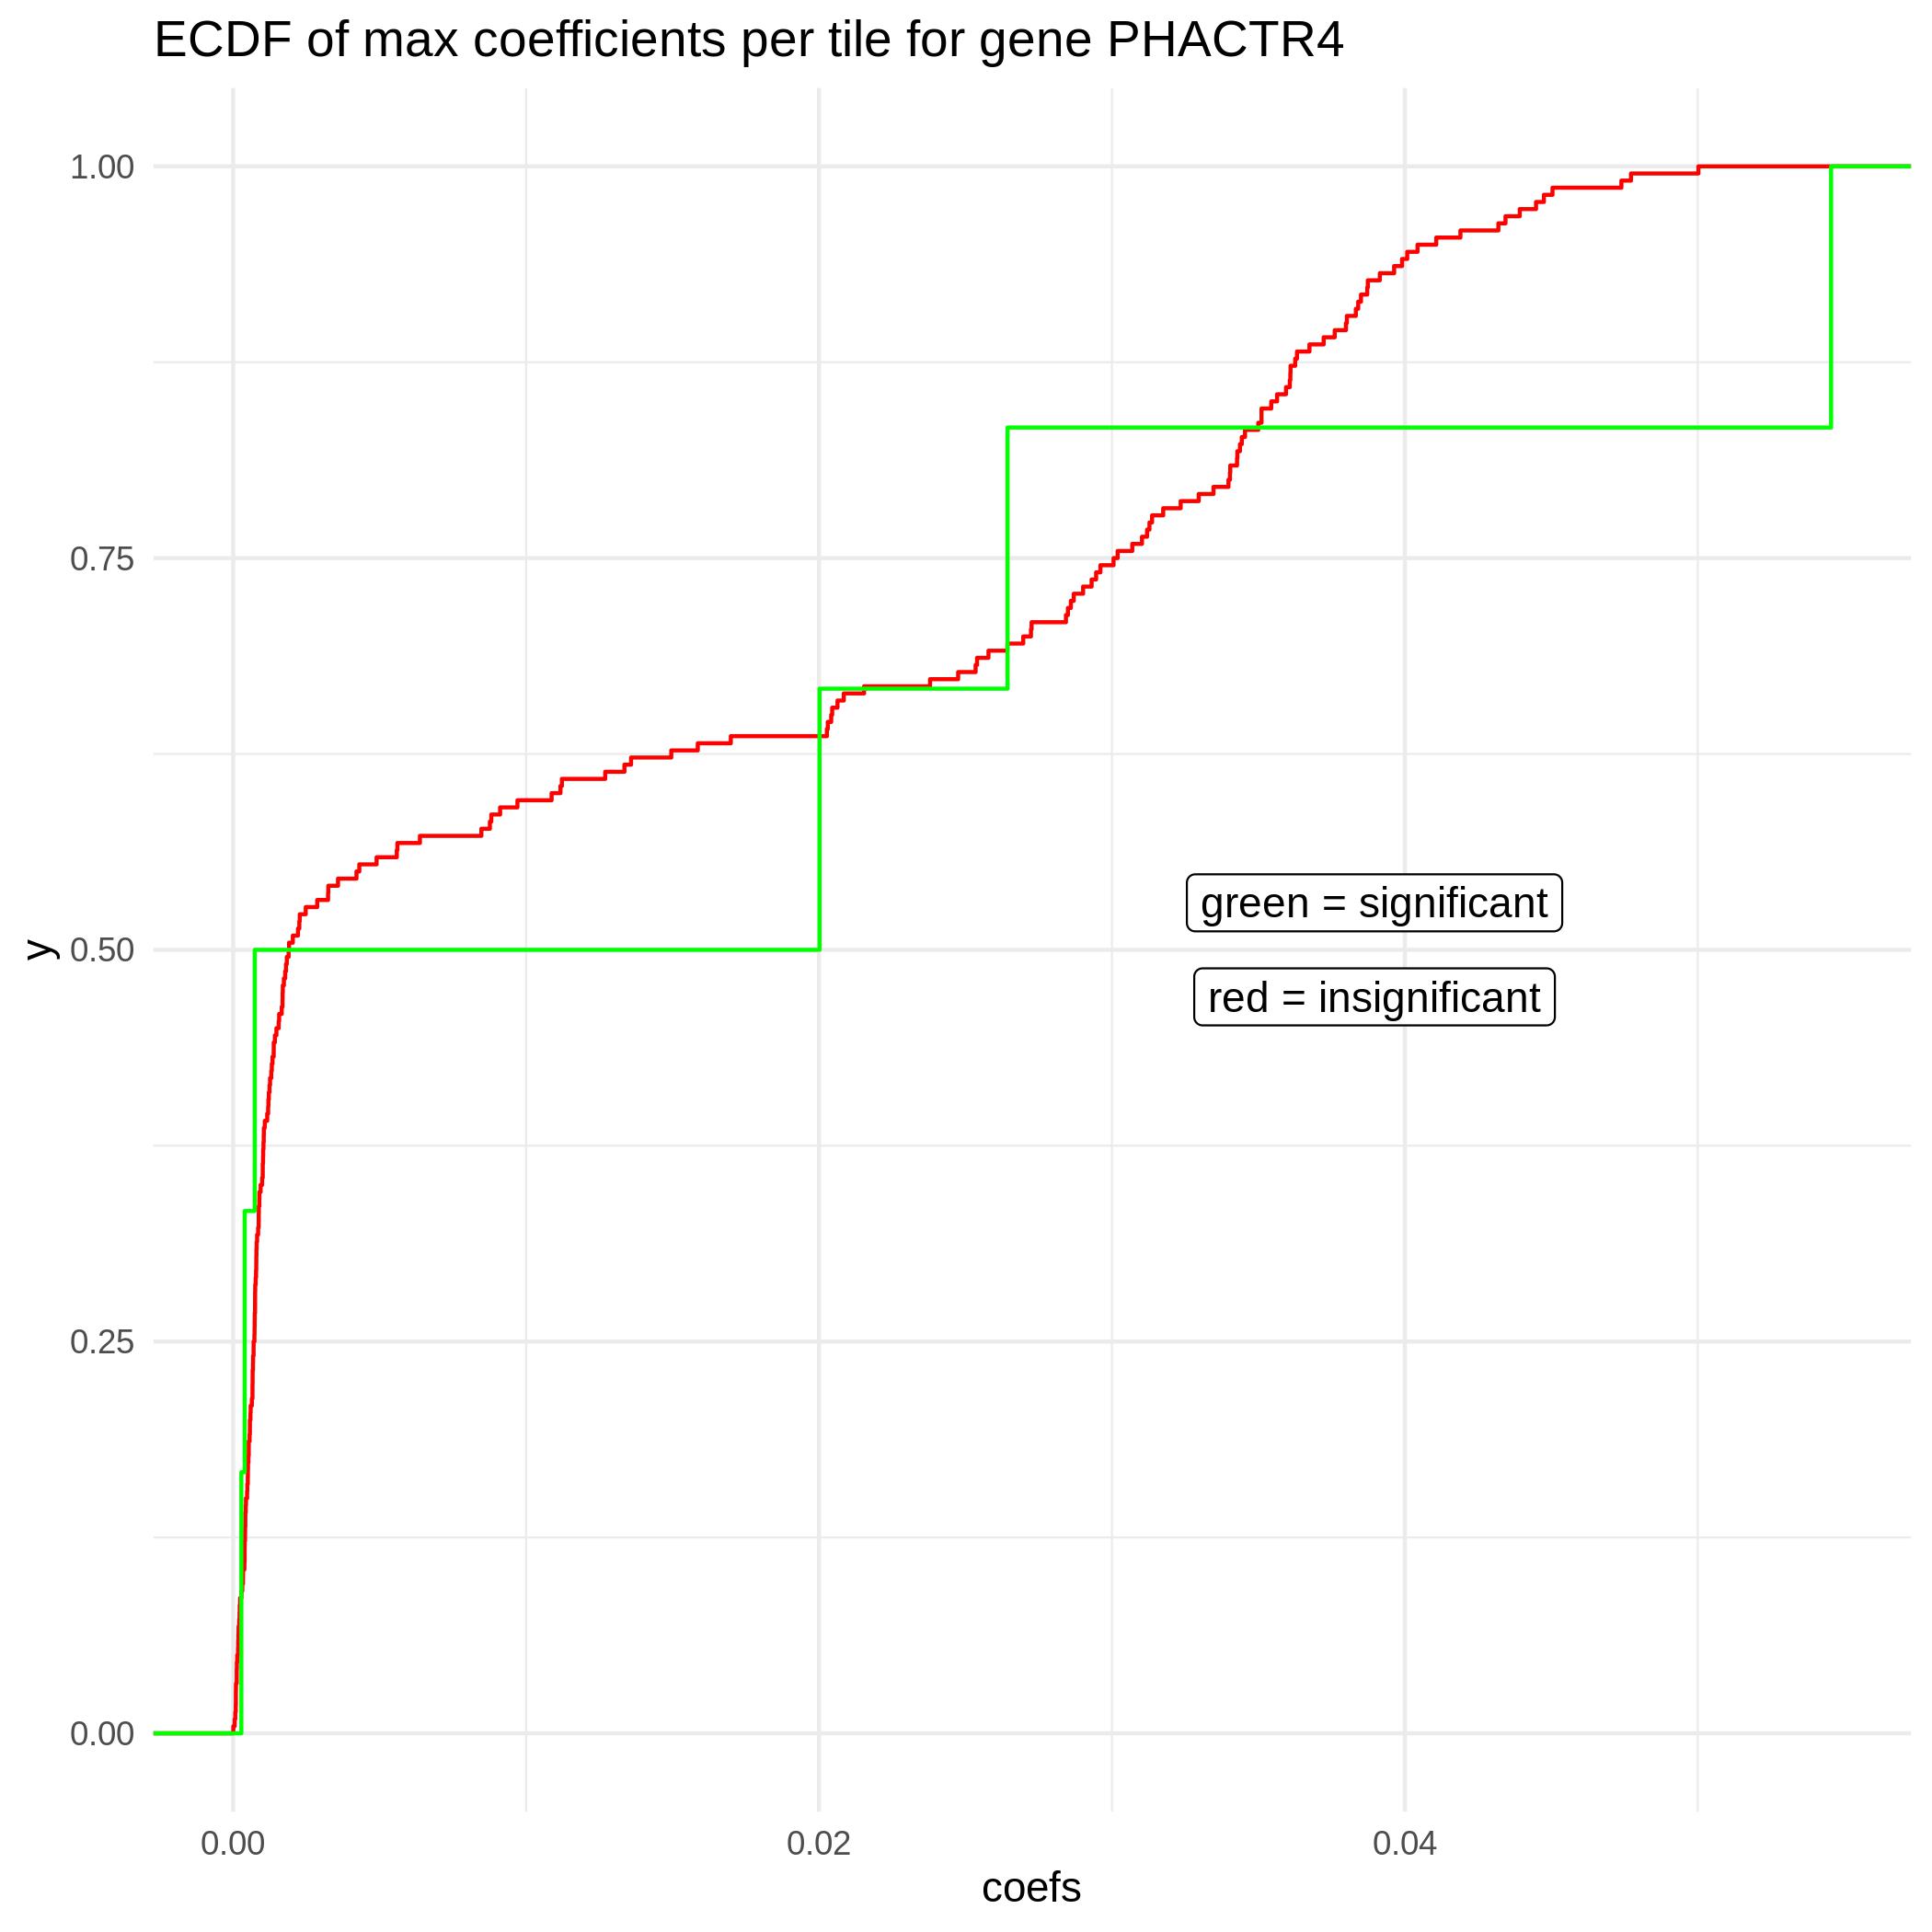 ECDF of max coefficients per tile for gene PHACTR4
1.00
0.75
0.50
0.25
0.00
y
green = significant
red = insignificant
0.00 0.02 0.04
coefs